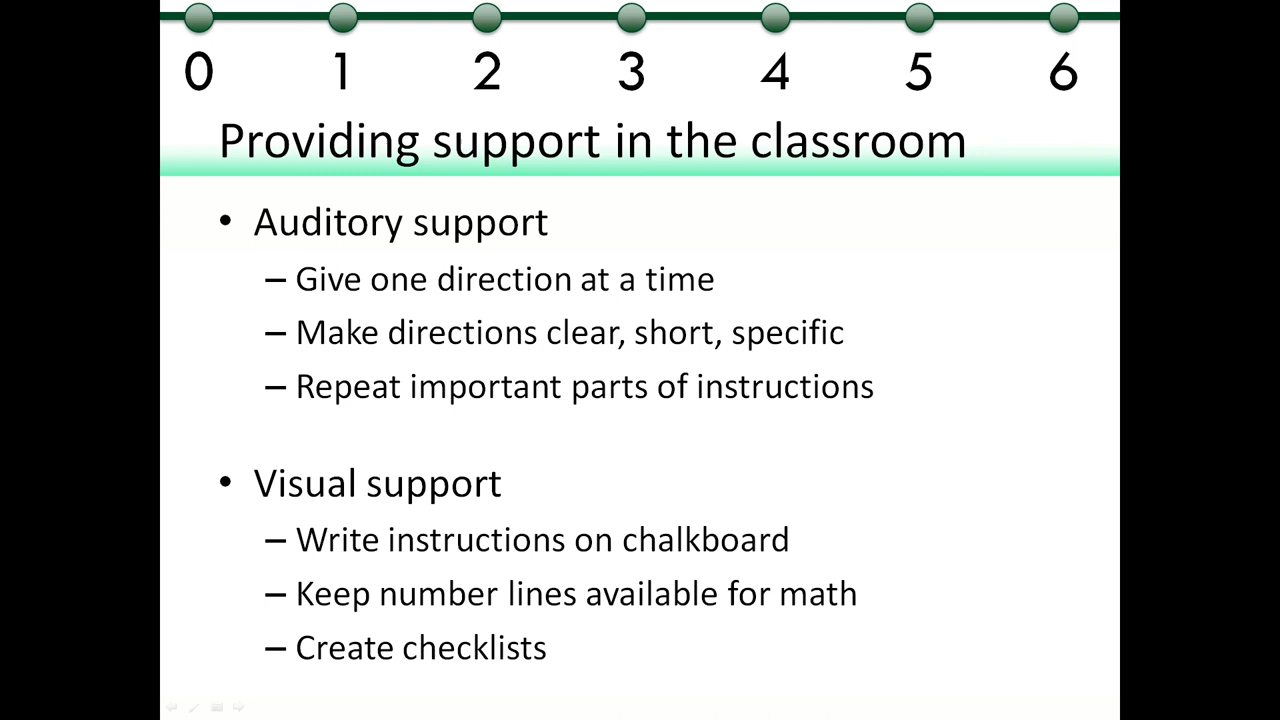 0 1 2 3 4 5 6
Providing support in the classroom
• Auditory support
– Give one direction at a time
– Make directions clear, short, specific
– Repeat important parts of instructions
• Visual support
– Write instructions on chalkboard
– Keep number lines available for math
– Create checklists